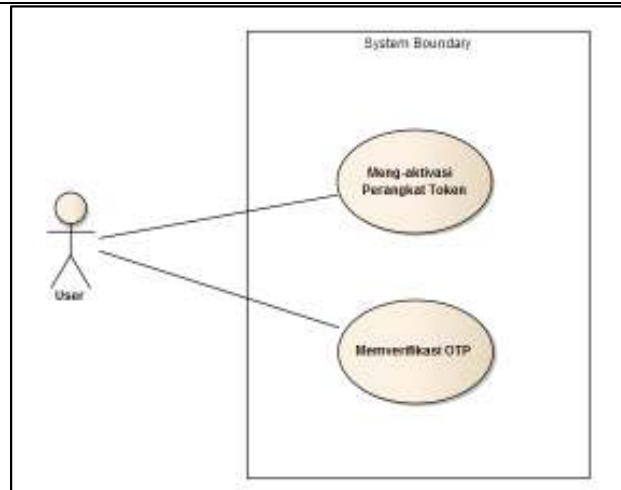 System Boundary
Meng-aktivasi
Perangkat Token
User
Memverifikasi OTP